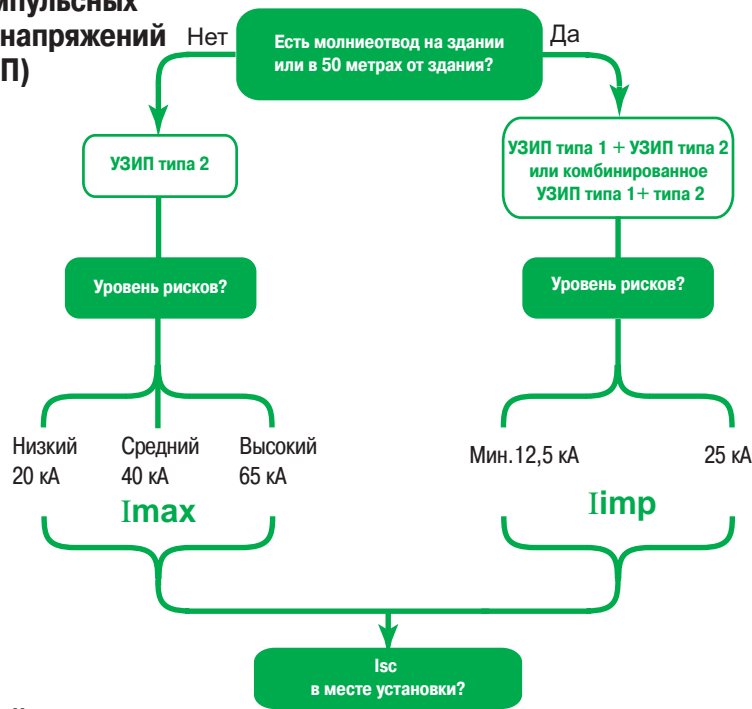 напряжений
П)
Нет
Есть молниеотвод на здании
или в 50 метрах от здания?
Да
УЗИП типа 2
УЗИП типа 1 + УЗИП типа 2
или комбинированное
УЗИП типа 1+ типа 2
Уровень рисков?
Уровень рисков?
Низкий
20 кА
Средний
40 кА
Высокий
65 кА
Imax
Мин.12,5 кА
25 кА
Iimp
Isc
в месте установки?